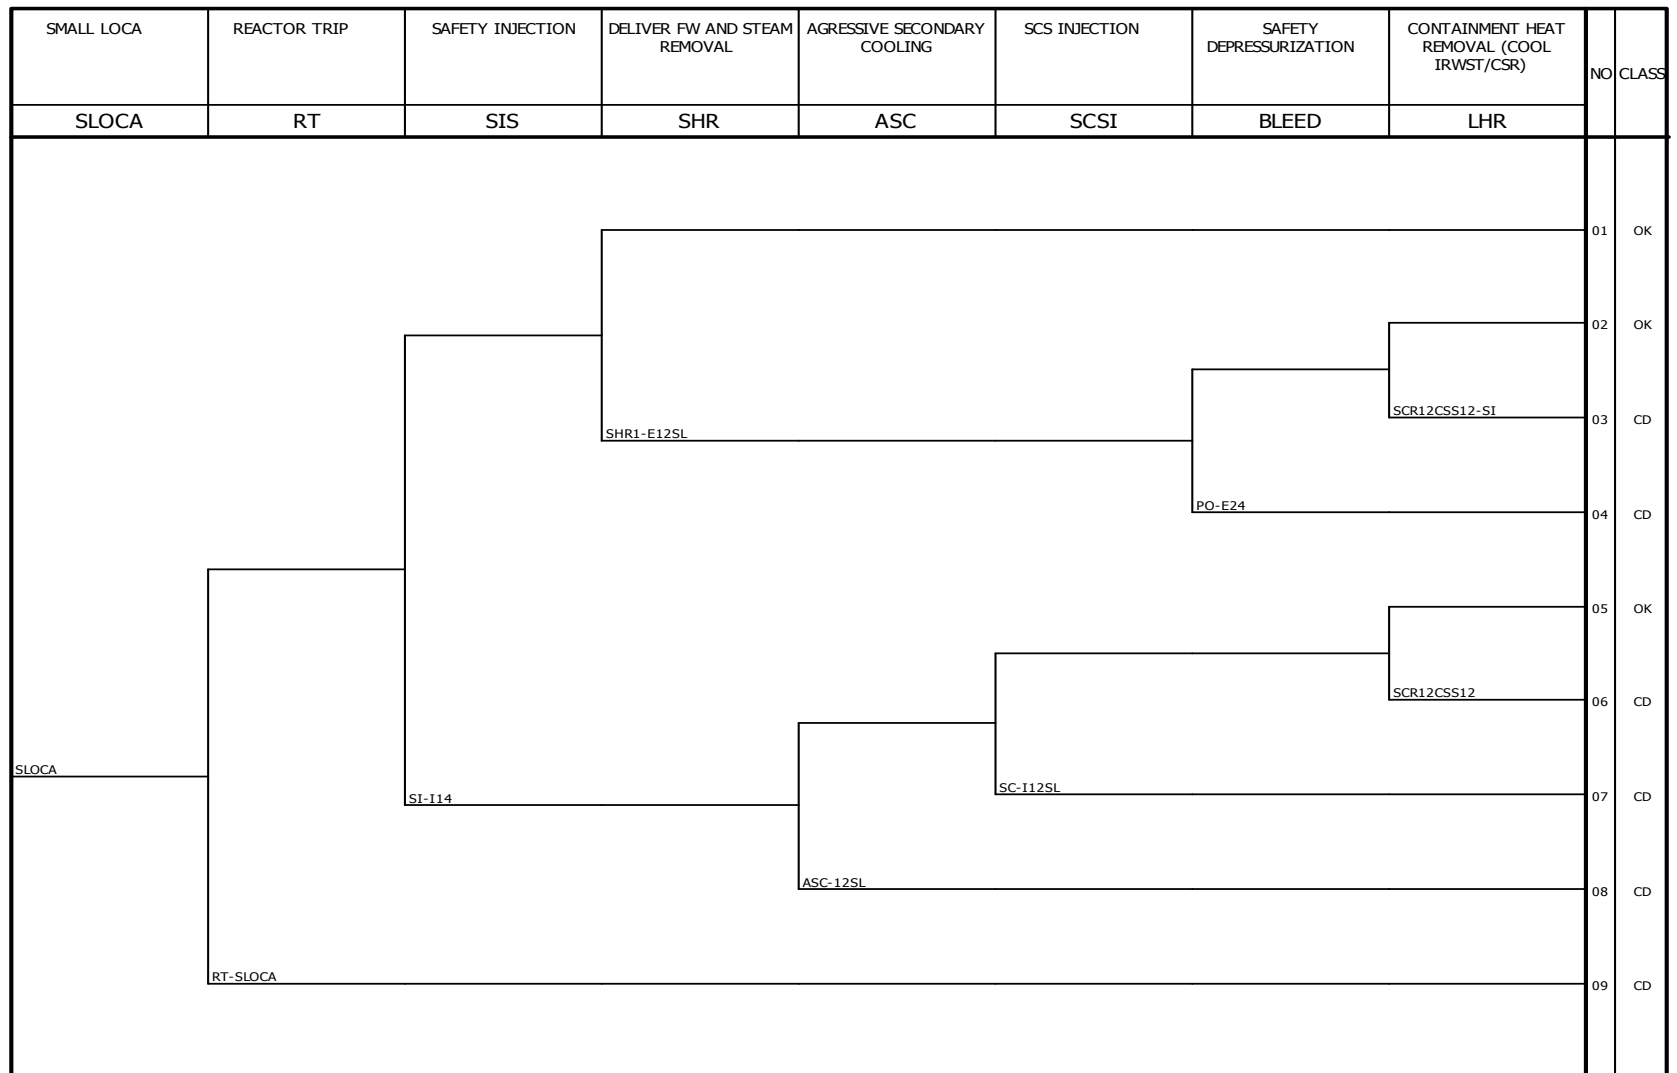 SMALL LOCA
REACTOR TRIP
SAFETY INJECTION
DELIVER FW AND STEAM
REMOVAL
AGRESSIVE SECONDARY
COOLING
SCS INJECTION
SAFETY
DEPRESSURIZATION
CONTAINMENT HEAT
REMOVAL (COOL
IRWST/CSR)
NO
CLASS
SLOCA
RT
SIS
SHR
ASC
SCSI
BLEED
LHR
01 OK
02 OK
SCR12CSS12-SI
03 CD
SHR1-E12SL
PO-E24
04 CD
05 OK
SCR12CSS12
06 CD
SLOCA
SI-I14
SC-I12SL
07 CD
ASC-12SL
08 CD
RT-SLOCA
09 CD